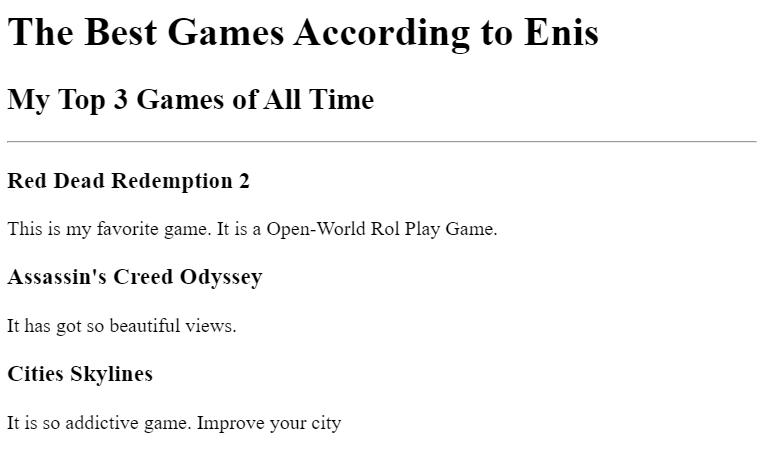 The Best Games According to Enis
My Top 3 Games of All Time
Red Dead Redemption 2
This is my favorite game. It is a Open-World Rol Play Game.
Assassin's Creed Odyssey
It has got so beautiful views.
Cities Skylines
It is so addictive game. Improve your city